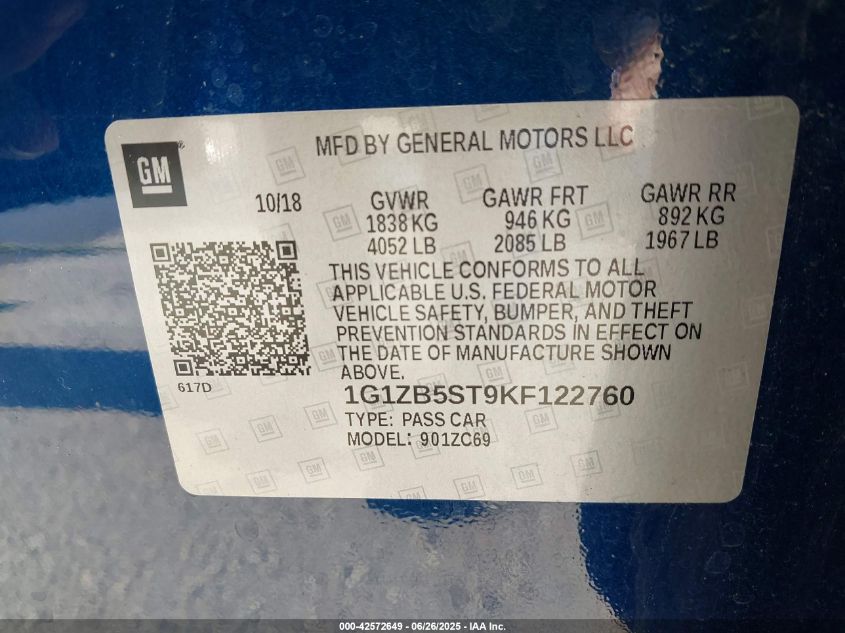 GM
MFD BY GENERAL MOTORS LLC
10/18
GVWR
1838 KG
4052 LB
GAWR FRT
946 KG
2085 LB
GAWR RR
892 KG
1967 LB
THIS VEHICLE CONFORMS TO ALL
APPLICABLE U.S. FEDERAL MOTOR
VEHICLE SAFETY, BUMPER, AND THEFT
PREVENTION STANDARDS IN EFFECT ON
THE DATE OF MANUFACTURE SHOWN
ABOVE.
617D
1G1ZB5ST9KF122760
TYPE: PASS CAR
MODEL: 901ZC69
000-42572649 - 06/26/2025 - IAA Inc.